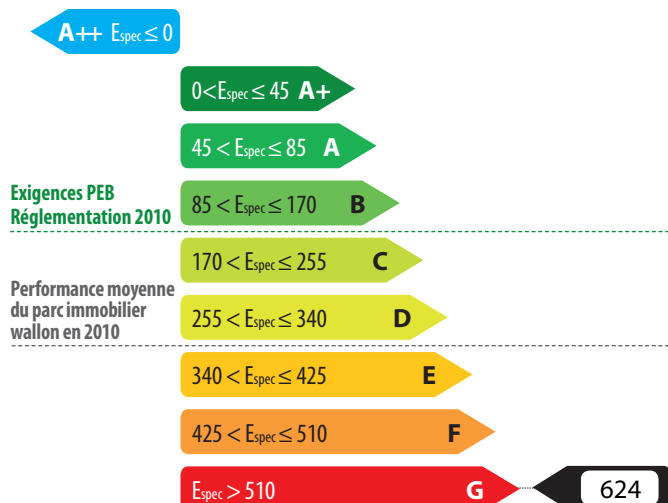 A++ Espec ≤ 0
0<Espec ≤ 45 A+
45 < Espec ≤ 85 A
Exigences PEB
Réglementation 2010
85 < Espec ≤ 170 B
170 < Espec ≤ 255 C
Performance moyenne
du parc immobilier
wallon en 2010
255 < Espec ≤ 340 D
340 < Espec ≤ 425 E
425 < Espec ≤ 510 F
Espec > 510 G 624